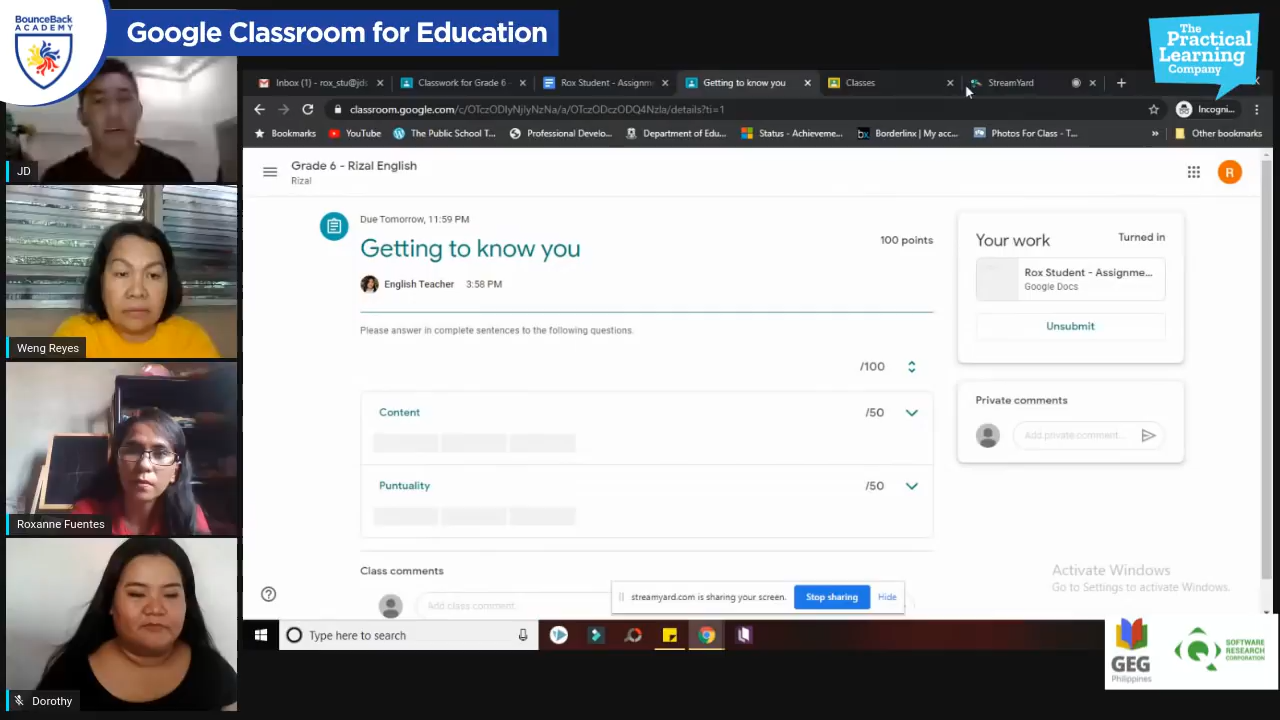 BounceBack
ACADEMY
Google Classroom for Education
The
Practical
Learning
Company
Inbox (1) - rox_stu@jds
Classwork for Grade 6
Rox Student - Assignm
Getting to know you
Classes
StreamYard
classroom.google.com/c/OTczODIyNjIyNzNa/a/OTczODczODQ4NzIa/details?ti=1
Incogni...
Bookmarks
YouTube
The Public School T...
Professional Develo...
Department of Edu...
Status - Achieveme...
Borderlinx | My acc...
Photos For Class - T...
»
Other bookmarks
Grade 6 - Rizal English
Rizal
R
Due Tomorrow, 11:59 PM
Getting to know you
100 points
English Teacher 3:58 PM
Please answer in complete sentences to the following questions.
/100
Content
/50
Puntuality
/50
Class comments
Add class comment
Your work
Turned in
Rox Student - Assignme...
Google Docs
Unsubmit
Private comments
Add private comment...
Activate Windows
Go to Settings to activate Windows.
streamyard.com is sharing your screen.
Stop sharing
Hide
Type here to search
JD
Weng Reyes
Roxanne Fuentes
Dorothy
GEG
Philippines
SOFTWARE
RESEARCH
CORPORATION